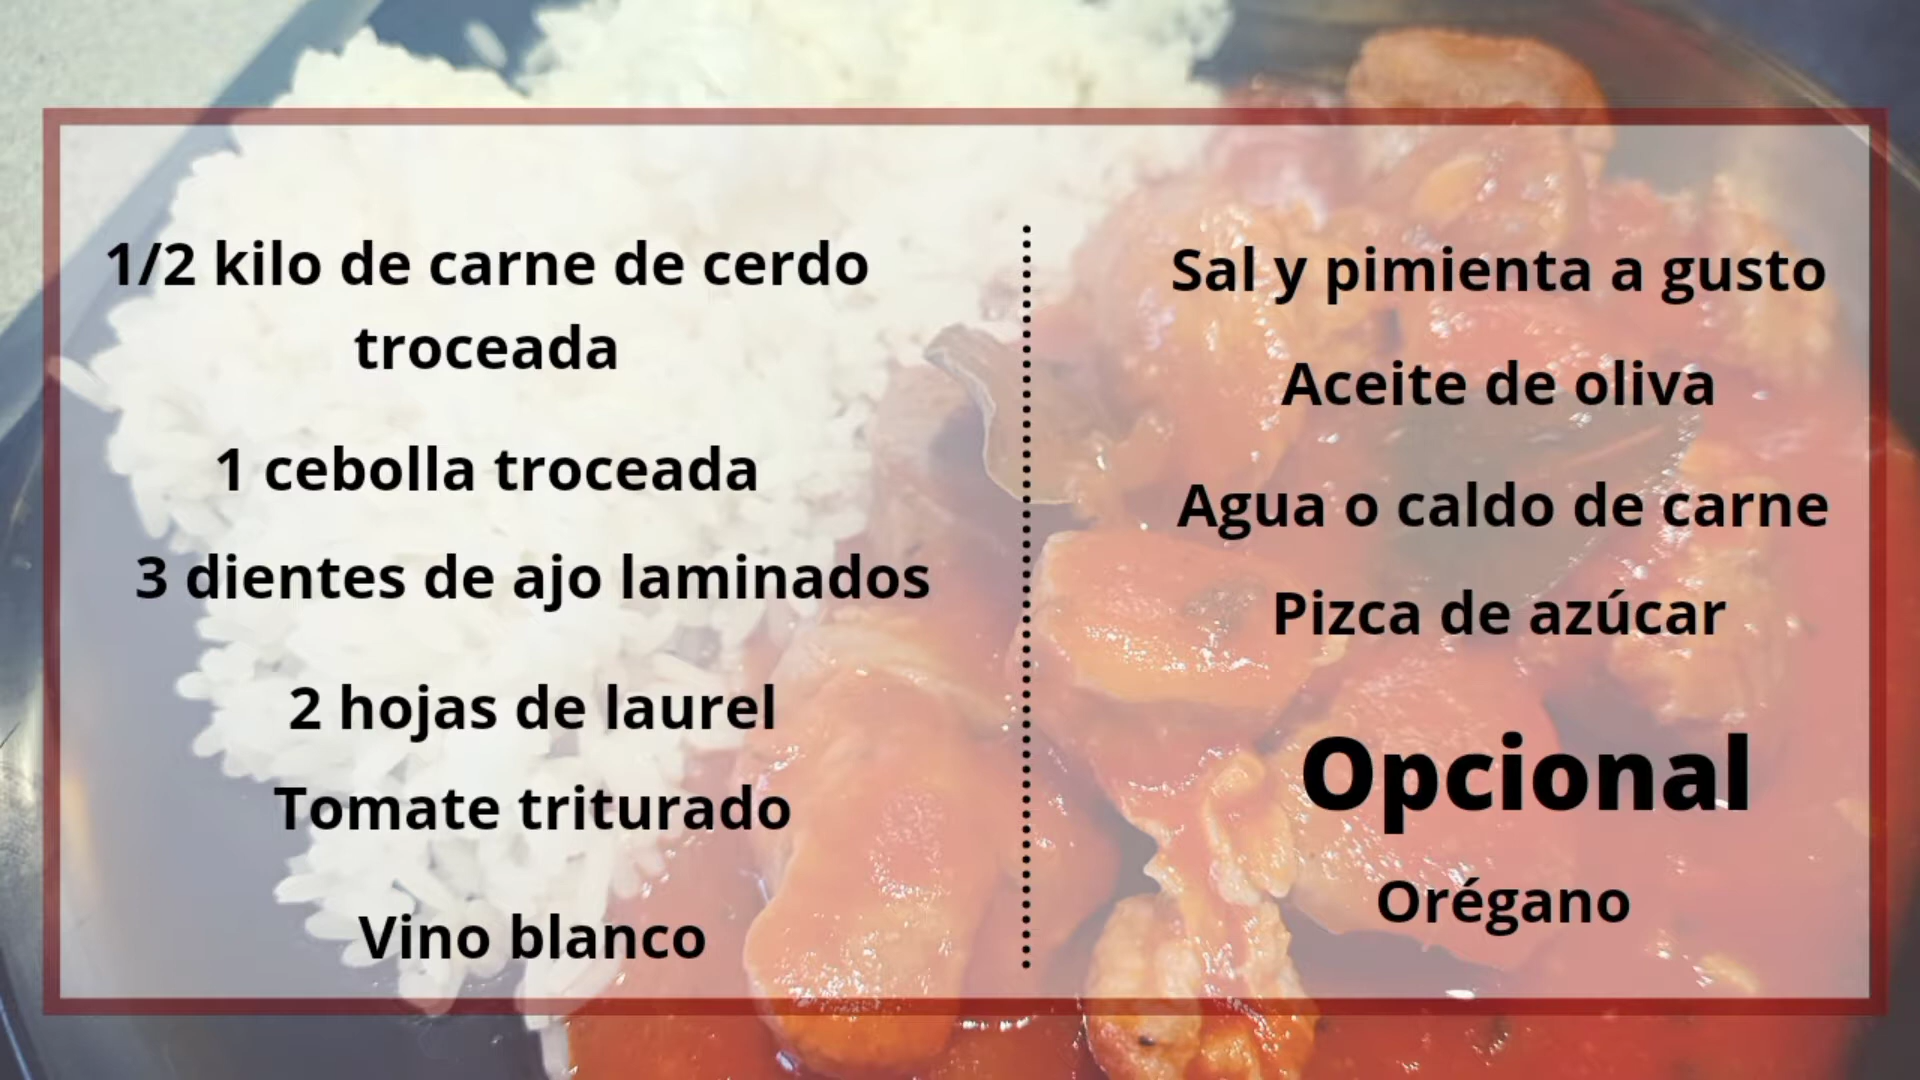 1/2 kilo de carne de cerdo
troceada
1 cebolla troceada
3 dientes de ajo laminados
2 hojas de laurel
Tomate triturado
Vino blanco
Sal y pimienta a gusto
Aceite de oliva
Agua o caldo de carne
Pizca de azúcar
Opcional
Orégano